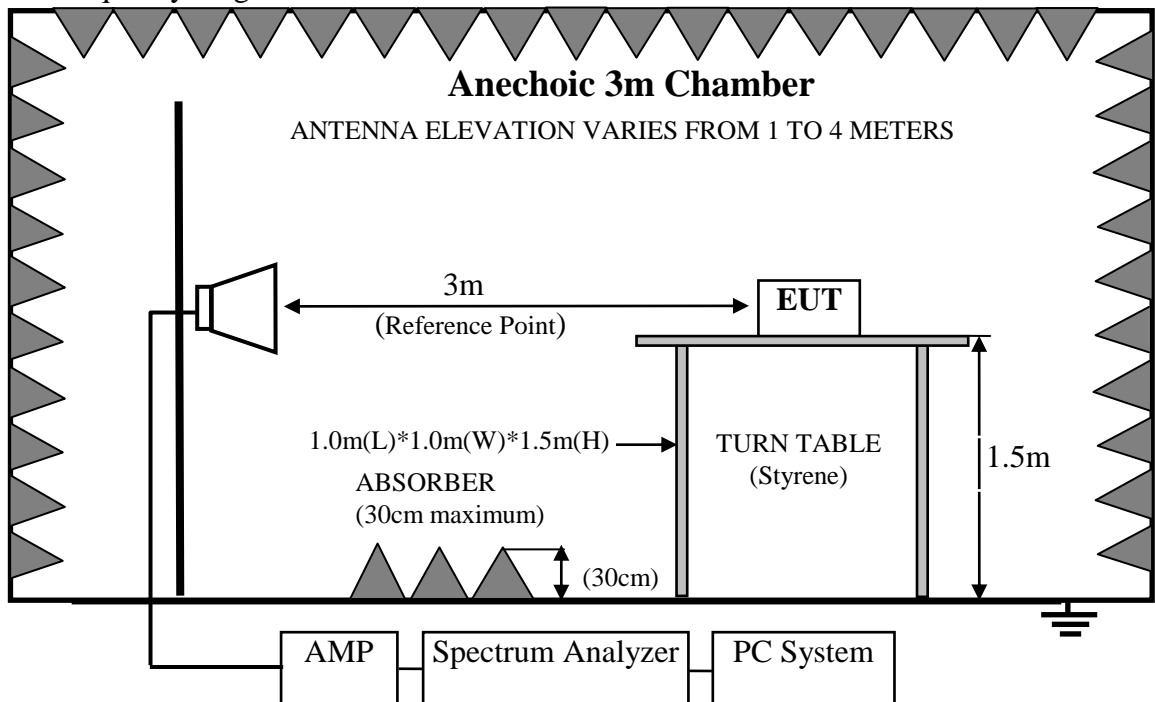 Anechoic 3m Chamber
ANTENNA ELEVATION VARIES FROM 1 TO 4 METERS
3m
(Reference Point)
EUT
1.0m(L)*1.0m(W)*1.5m(H)
TURN TABLE
(Styrene)
1.5m
ABSORBER
(30cm maximum)
(30cm)
AMP
Spectrum Analyzer
PC System